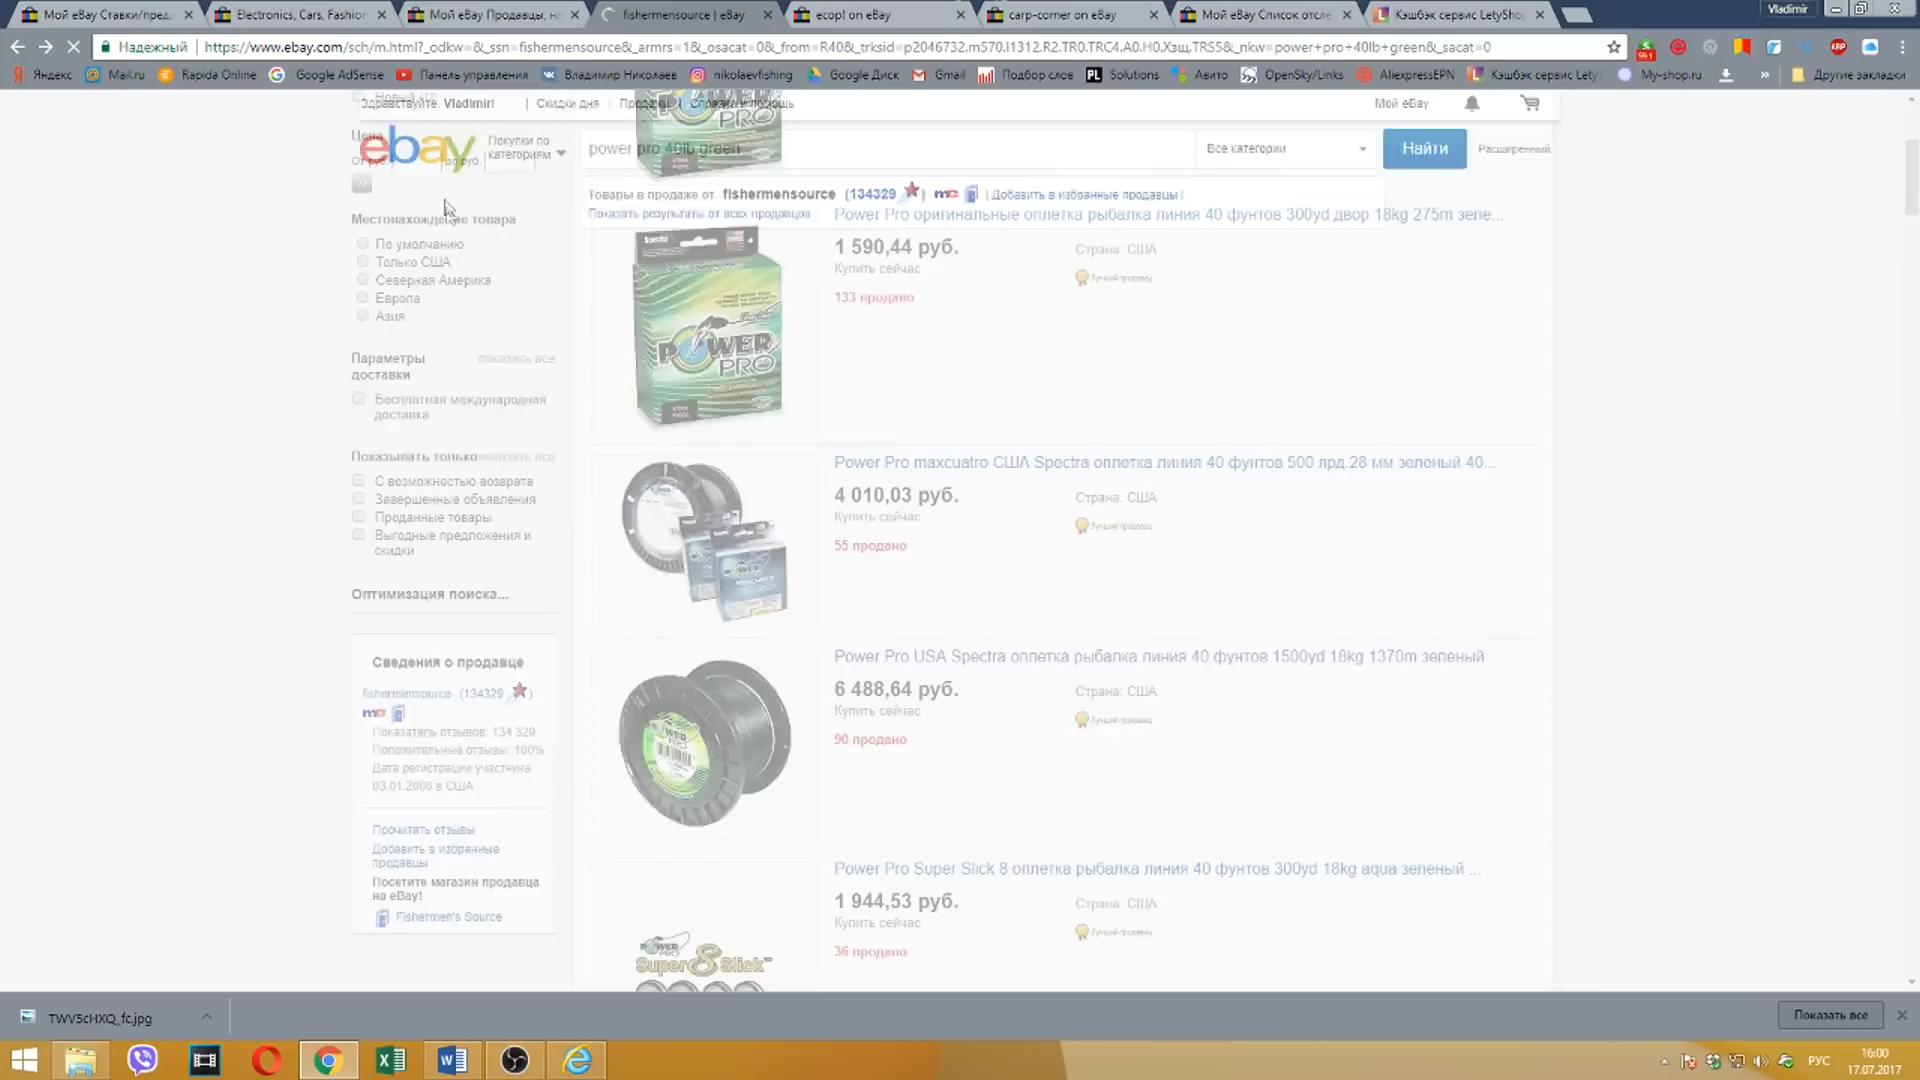 Мой eBay Ставки/пред
Electronics, Cars, Fashion
Мой eBay Продавцы, на
fishermensource | eBay
ecopl on eBay
carp-corner on eBay
Мой eBay Список отсле
Кэшбэк сервис LetySho
Vladimir
Надежный
https://www.ebay.com/sch/m.html?_odkw=&_ssn=fishermensource&_armrs=1&_osacat=0&_from=R40&_trksid=p2046732.m570.l1312.R2.TR0.TRC4.A0.H0.Xзщ.TRS5&_nkw=power+pro+40lb+green&_sacat=0
Яндекс
Mail.ru
Rapida Online
Google AdSense
Панель управления
Владимир Николаев
nikolaevfishing
Google Диск
Gmail
Подбор слов
Solutions
Авито
OpenSky/Links
AliexpressEPN
Кэшбэк сервис Lety
My-shop.ru
Другие закладки
Здравствуйте, Vladimir!
Скидки дня
Справка и помощь
Мой eBay
Цена
ebay
Покупки по
категориям
power pro 40lb green
Все категории
Найти
Расширенный
Товары в продаже от fishermensource (134329 ) me | Добавить в избранные продавцы |
Показать результаты от всех продавцов
Местонахождение товара
По умолчанию
Только США
Северная Америка
Европа
Азия
Параметры
доставки
показать все
Бесплатная международная
доставка
Показывать только
показать все
С возможностью возврата
Завершенные объявления
Проданные товары
Выгодные предложения и
скидки
Оптимизация поиска...
Сведения о продавце
fishermensource (134329 )
me
Показатель отзывов: 134 329
Положительные отзывы: 100%
Дата регистрации участника
03.01.2006 в США
Прочитать отзывы
Добавить в избранные
продавцы
Посетите магазин продавца
на eBay!
Fishermen's Source
Power Pro оригинальные оплетка рыбалка линия 40 фунтов 300yd двор 18kg 275m зеле...
1 590,44 руб.
Купить сейчас
133 продано
Страна: США
Лучший продавец
POWER
PRO
Power Pro maxcuatro США Spectra оплетка линия 40 фунтов 500 ярд.28 мм зеленый 40...
4 010,03 руб.
Купить сейчас
55 продано
Страна: США
Лучший продавец
Power Pro USA Spectra оплетка рыбалка линия 40 фунтов 1500yd 18kg 1370m зеленый
6 488,64 руб.
Купить сейчас
90 продано
Страна: США
Лучший продавец
Power Pro Super Slick 8 оплетка рыбалка линия 40 фунтов 300yd 18kg aqua зеленый ...
1 944,53 руб.
Купить сейчас
36 продано
Страна: США
Лучший продавец
POWER
PRO
Super 8 Slick
TWV5cHXQ_fc.jpg
Показать все
РУС
16:00
17.07.2017